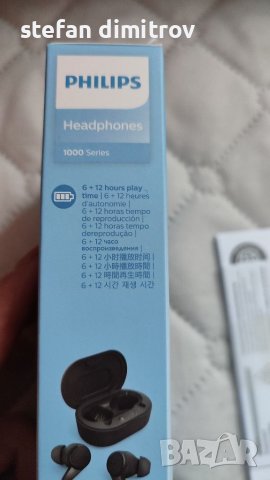 stefan dimitrov
PHILIPS
Headphones
1000 Series
6 + 12 hours play
time | 6 + 12 heures
d'autonomie |
6 + 12 horas tempo
de reproducción |
6 + 12 horas tempo
dereprodução |
6 + 12 часо
воспроизведения |
6 + 12 小时播放时间 |
6 + 12 小時播放時間 |
6 + 12 時間再生時間 |
6 + 12 시간 재생 시간
BAZAR